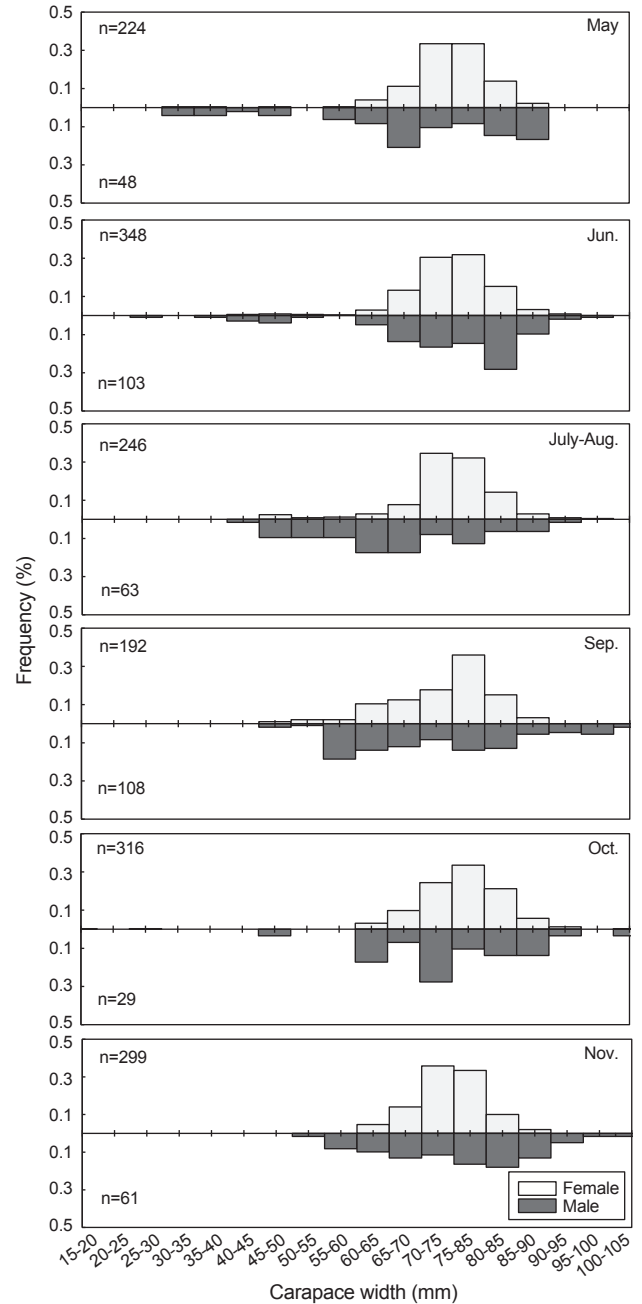 0.5
n=224
May
0.3
0.1
0.1
0.3
n=48
0.5
0.5
n=348
Jun.
0.3
0.1
0.1
0.3
n=103
0.5
0.5
n=246
July-Aug.
0.3
0.1
0.1
0.3
n=63
0.5
Frequency (%)
0.5
n=192
Sep.
0.3
0.1
0.1
0.3
n=108
0.5
0.5
n=316
Oct.
0.3
0.1
0.1
0.3
n=29
0.5
0.5
n=299
Nov.
0.3
0.1
0.1
0.3
n=61
0.5
Female
Male
15-20 20-25 25-30 30-35 35-40 40-45 45-50 50-55 55-60 60-65 65-70 70-75 75-85 80-85 85-90 90-95 95-100 100-105
Carapace width (mm)